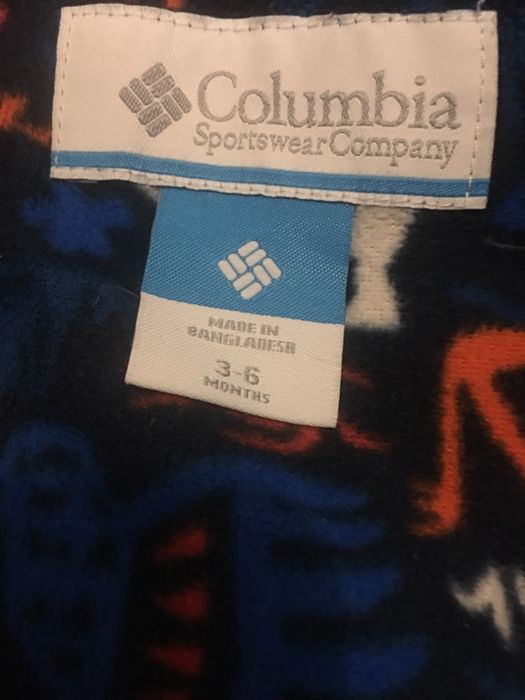 Columbia
Sportswear Company
MADE IN
BANGLADESH
3-6
MONTHS